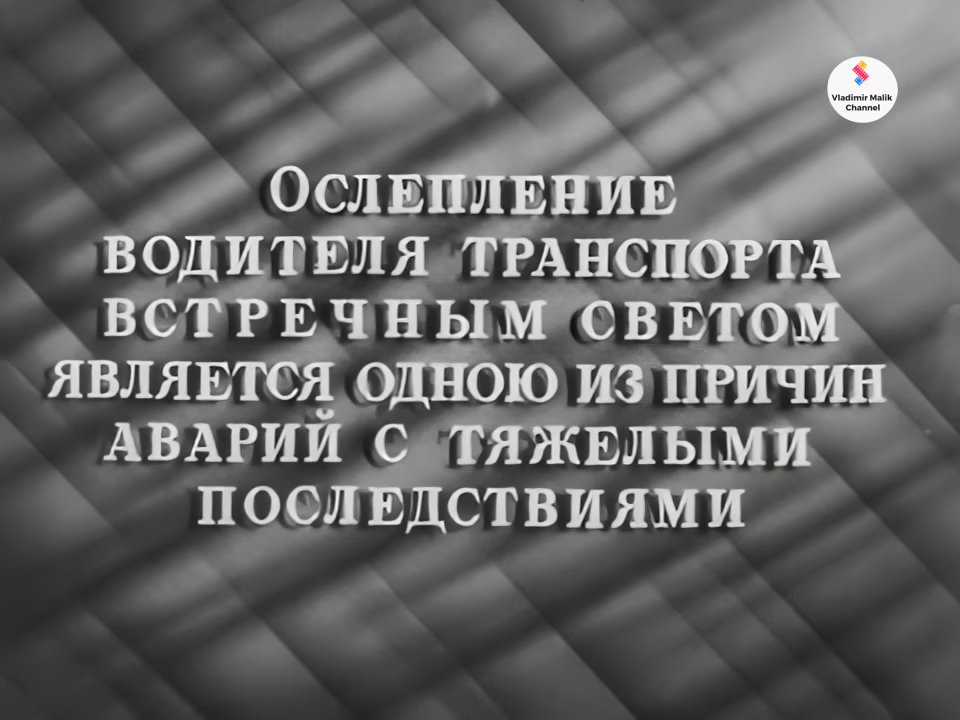 Vladimir Malik
Channel
Ослепление
ВОДИТЕЛЯ ТРАНСПОРТА
ВСТРЕЧНЫМ СВЕТОМ
ЯВЛЯЕТСЯ ОДНОЮ ИЗ ПРИЧИН
АВАРИЙ С ТЯЖЕЛЫМИ
ПОСЛЕДСТВИЯМИ